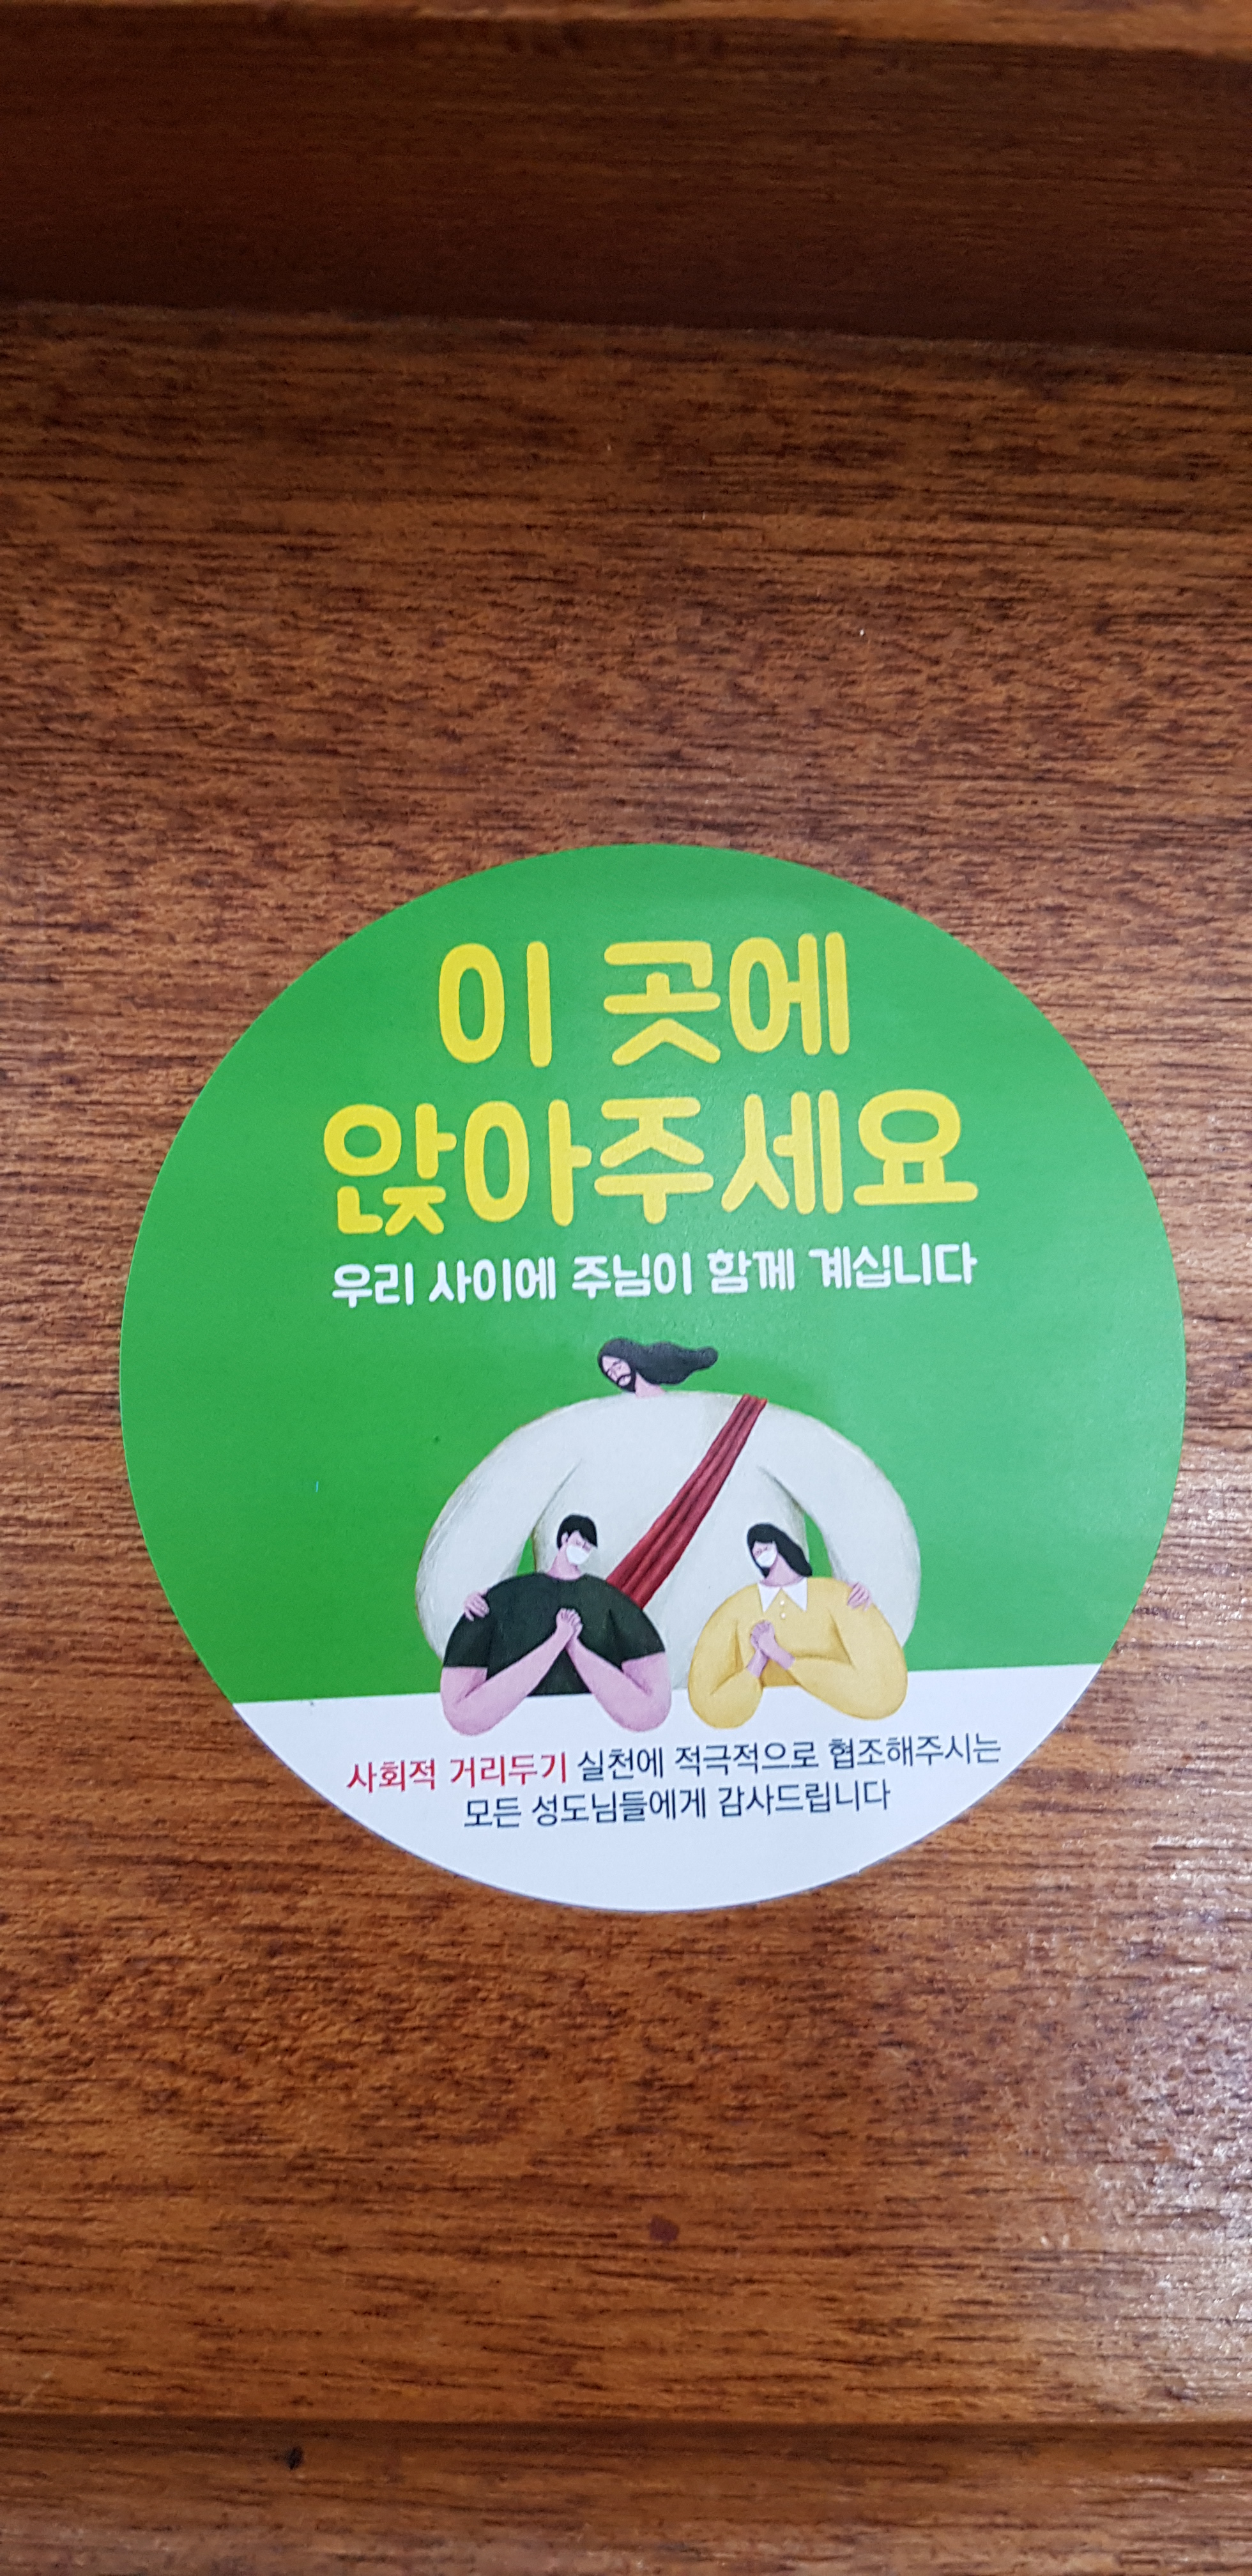 이 곳에
앉아주세요
우리 사이에 주님이 함께 계십니다
사회적 거리두기 실천에 적극적으로 협조해주시는
모든 성도님들에게 감사드립니다